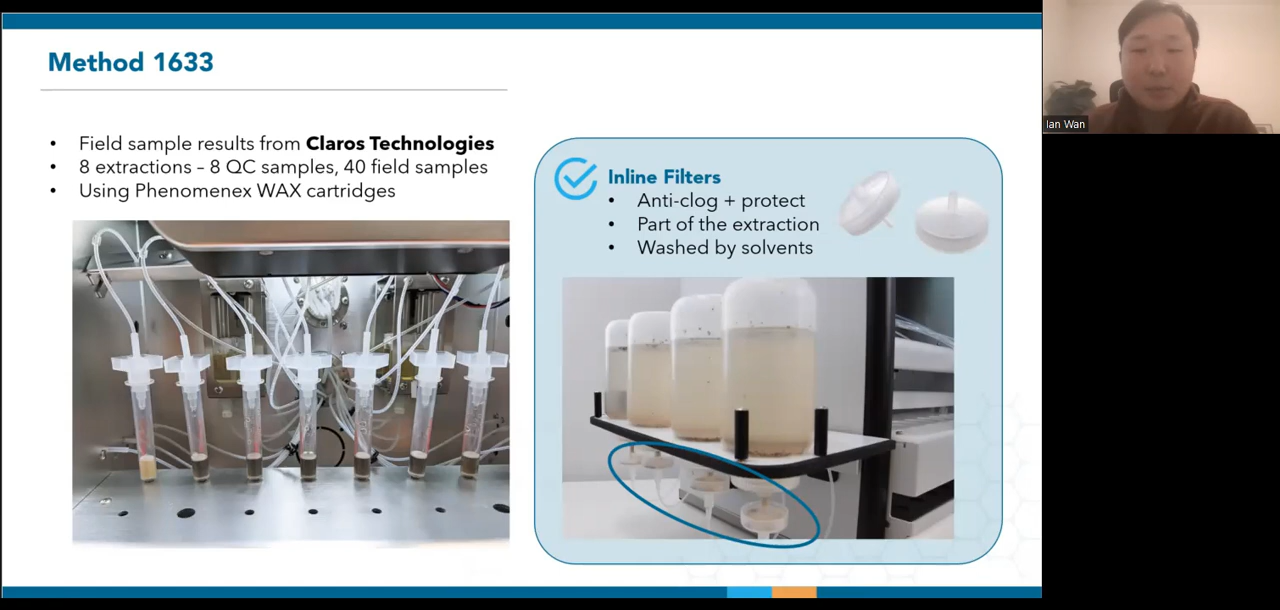 Method 1633
Field sample results from Claros Technologies
8 extractions – 8 QC samples, 40 field samples
Using Phenomenex WAX cartridges
Inline Filters
Anti-clog + protect
Part of the extraction
Washed by solvents
Ian Wan